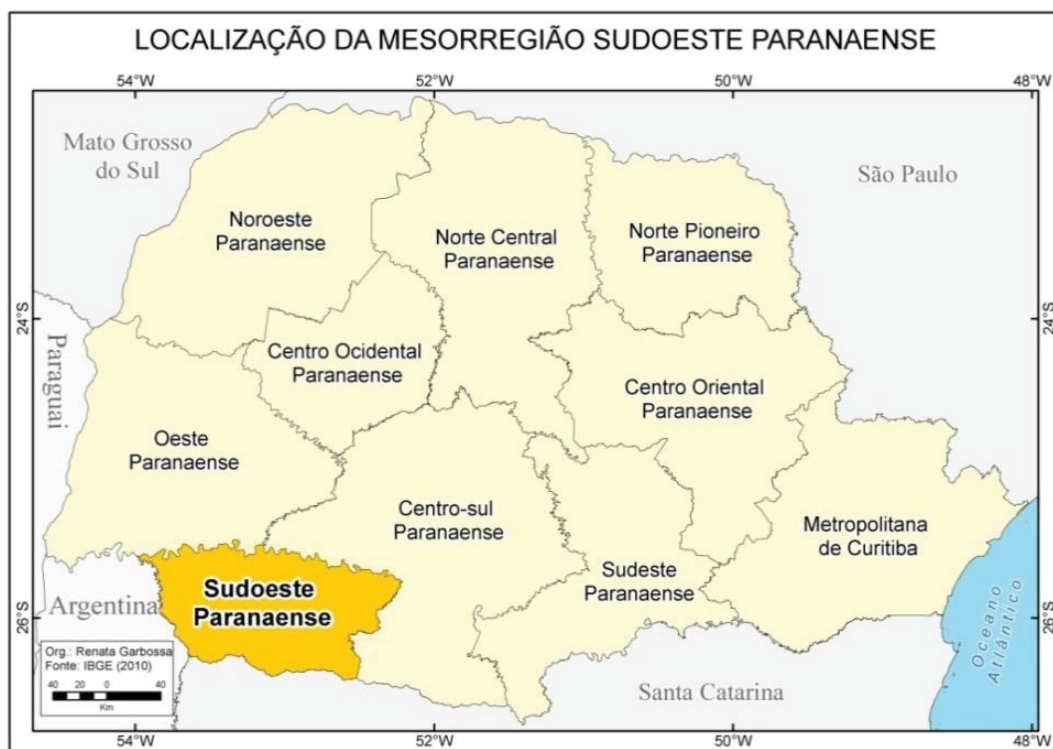 LOCALIZAÇÃO DA MESORREGIÃO SUDOESTE PARANAENSE
54°W
52°W
50°W
48°W
Mato Grosso
do Sul
São Paulo
Noroeste
Paranaense
Norte Central
Paranaense
Norte Pioneiro
Paranaense
24°S
24°S
Paraguai
Centro Ocidental
Paranaense
Centro Oriental
Paranaense
Oeste
Paranaense
Centro-sul
Paranaense
Metropolitana
de Curitiba
Sudeste
Paranaense
Sudoeste
Paranaense
Argentina
26°S
26°S
Oceano
Atlântico
Santa Catarina
Org.: Renata Garbossa
Fonte: IBGE (2010)
40 20 0 40
Km
54°W
52°W
50°W
48°W